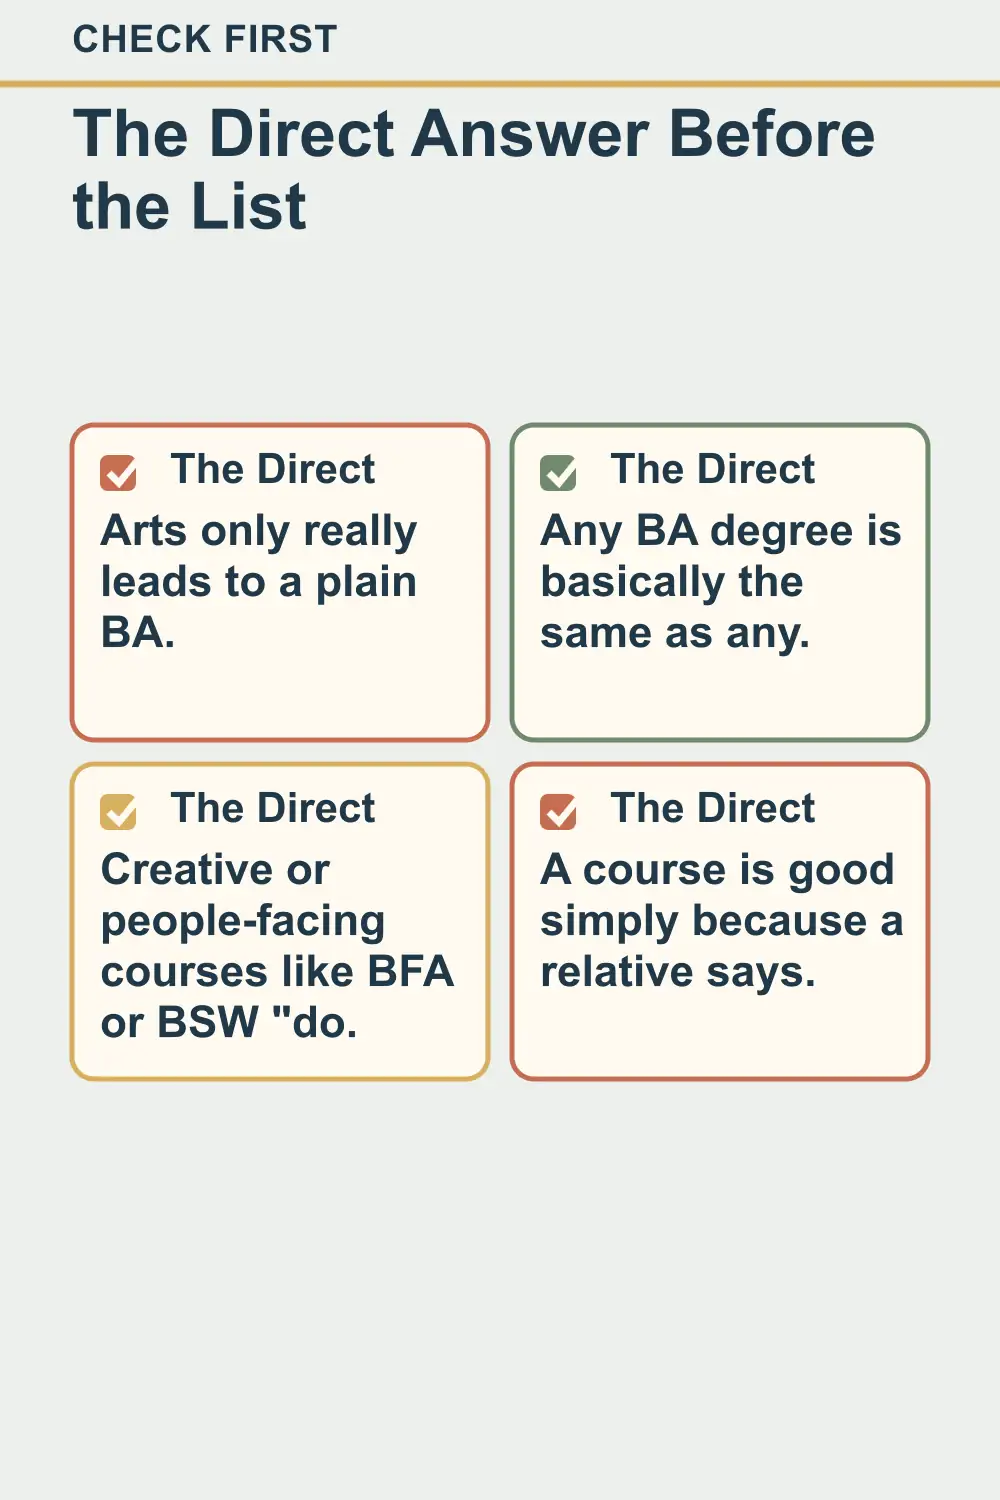 CHECK FIRST
The Direct Answer Before
the List
The Direct
Arts only really
leads to a plain
BA.
The Direct
Any BA degree is
basically the
same as any.
The Direct
Creative or
people-facing
courses like BFA
or BSW "do.
The Direct
A course is good
simply because a
relative says.